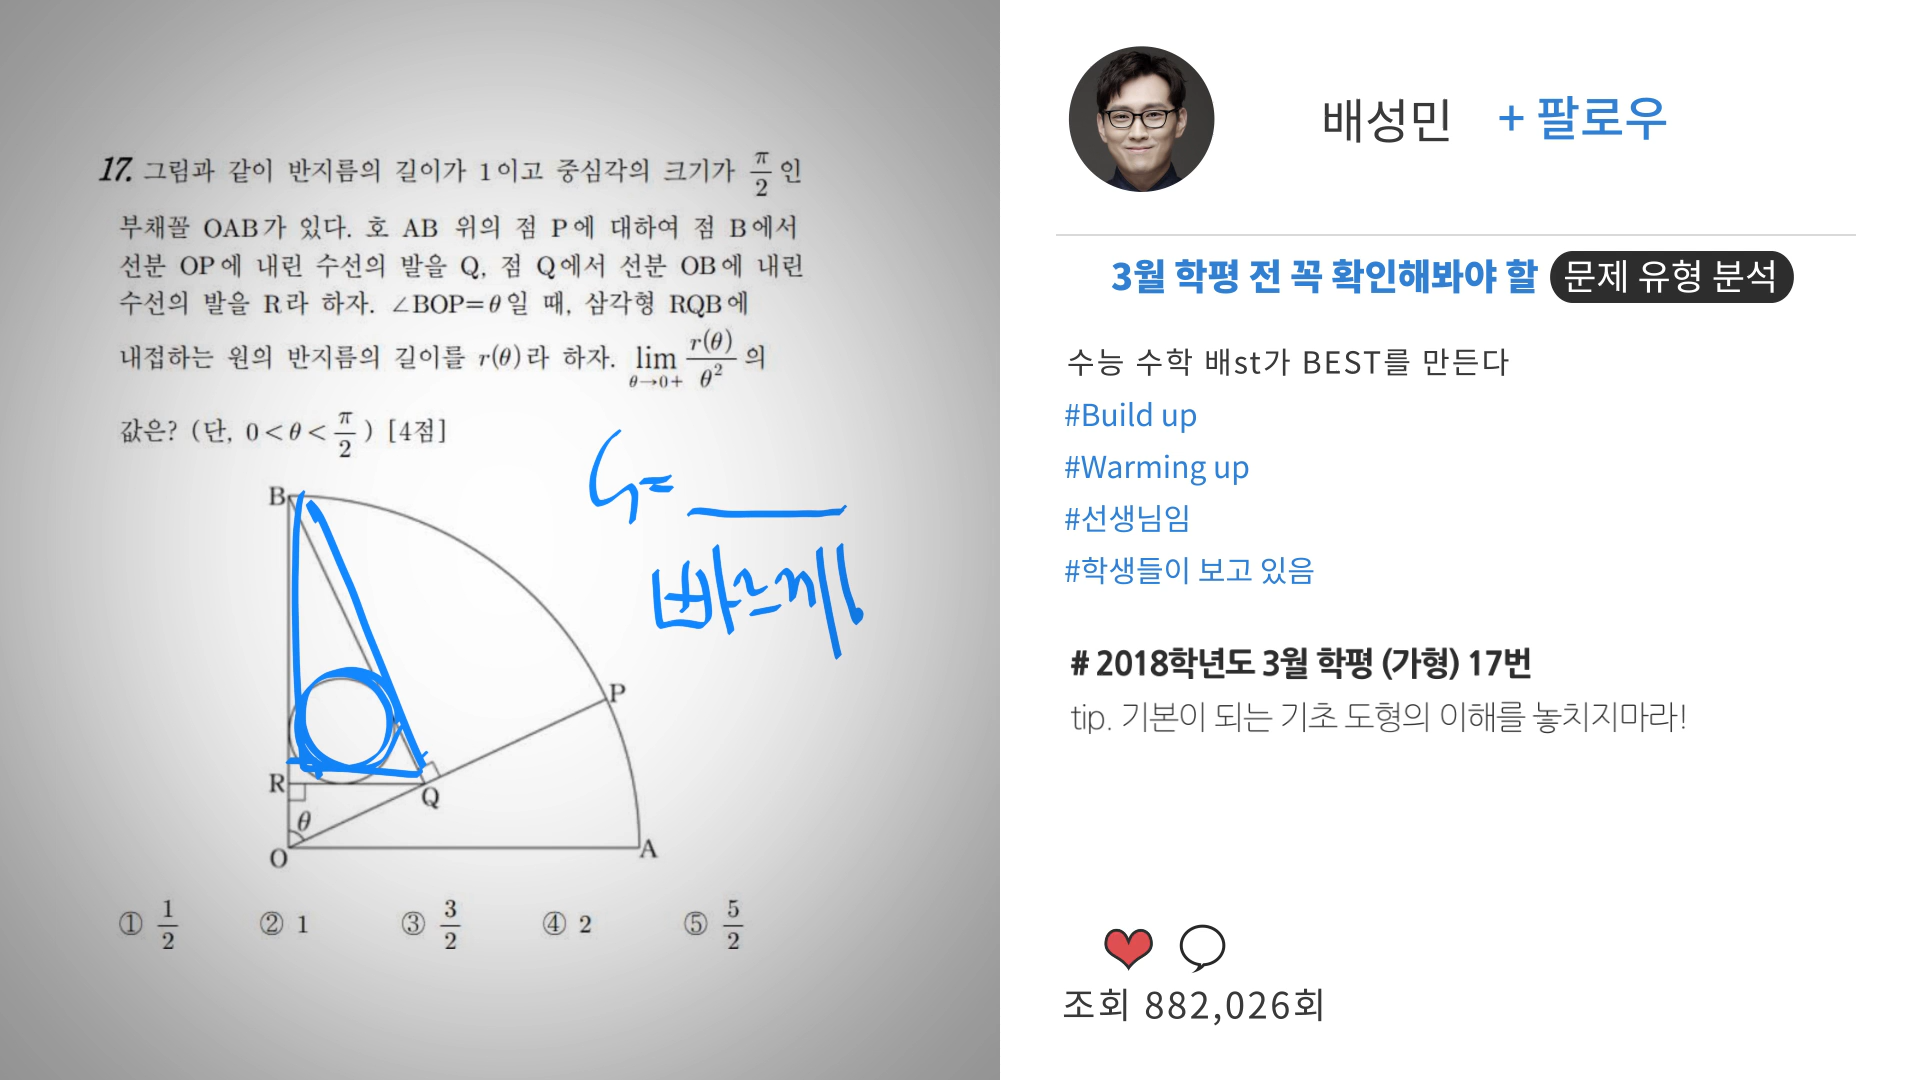 17. 그림과 같이 반지름의 길이가 1이고 중심각의 크기가 π/2 인
부채꼴 OAB가 있다. 호 AB 위의 점 P에 대하여 점 B에서
선분 OP에 내린 수선의 발을 Q, 점 Q에서 선분 OB에 내린
수선의 발을 R라 하자. ∠BOP=θ일 때, 삼각형 RQB에
내접하는 원의 반지름의 길이를 r(θ)라 하자. lim θ→0+ r(θ)/θ² 의
값은? (단, 0<θ<π/2) [4점]
빠르게!
B
P
R
Q
θ
O
A
① 1/2 ② 1 ③ 3/2 ④ 2 ⑤ 5/2
배성민 + 팔로우
3월 학평 전 꼭 확인해봐야 할 문제 유형 분석
수능 수학 배st가 BEST를 만든다
#Build up
#Warming up
#선생님임
#학생들이 보고 있음
# 2018학년도 3월 학평 (가형) 17번
tip. 기본이 되는 기초 도형의 이해를 놓치지마라!
조회 882,026회